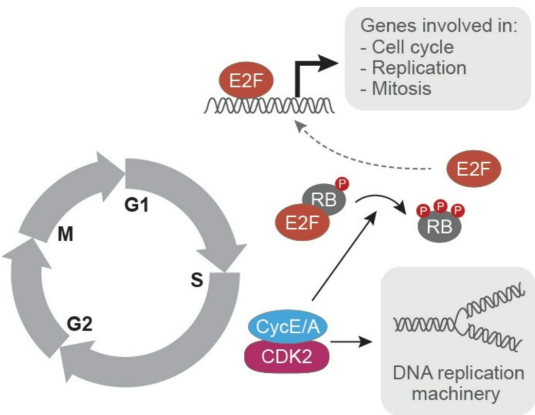 Genes involved in:
- Cell cycle
- Replication
- Mitosis
E2F
E2F
P
RB
E2F
P P P
RB
G1
M
S
G2
CycE/A
CDK2
DNA replication
machinery